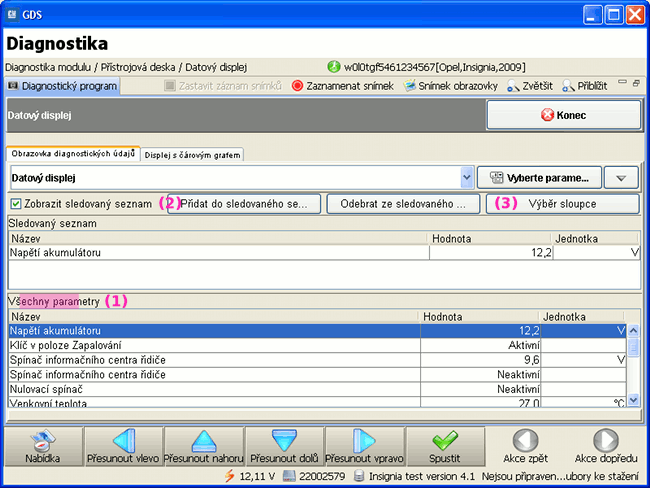 GDS
Diagnostika
Diagnostika modulu / Přístrojová deska / Datový displej w0l0tgf5461234567[Opel,Insignia,2009]
Diagnostický program Zastavit záznam snímků Zaznamenat snímek Snímek obrazovky Zvětšit Přiblížit
Datový displej Konec
Obrazovka diagnostických údajů Displej s čárovým grafem
Datový displej Vyberte parame...
Zobrazit sledovaný seznam (2) Přidat do sledovaného se... Odebrat ze sledovaného ... (3) Výběr sloupce
Sledovaný seznam
Název Hodnota Jednotka
Napětí akumulátoru 12,2 V
Všechny parametry (1)
Název Hodnota Jednotka
Napětí akumulátoru 12,2 V
Klíč v poloze Zapalování Aktivní
Spínač informačního centra řidiče 9,6 V
Spínač informačního centra řidiče Neaktivní
Nulovací spínač Neaktivní
Venkovní teplota 27,0 °C
Nabídka Přesunout vlevo Přesunout nahoru Přesunout dolů Přesunout vpravo Spustit Akce zpět Akce dopředu
12,11 V 22002579 Insignia test version 4.1 Nejsou připraven...ubory ke stažení